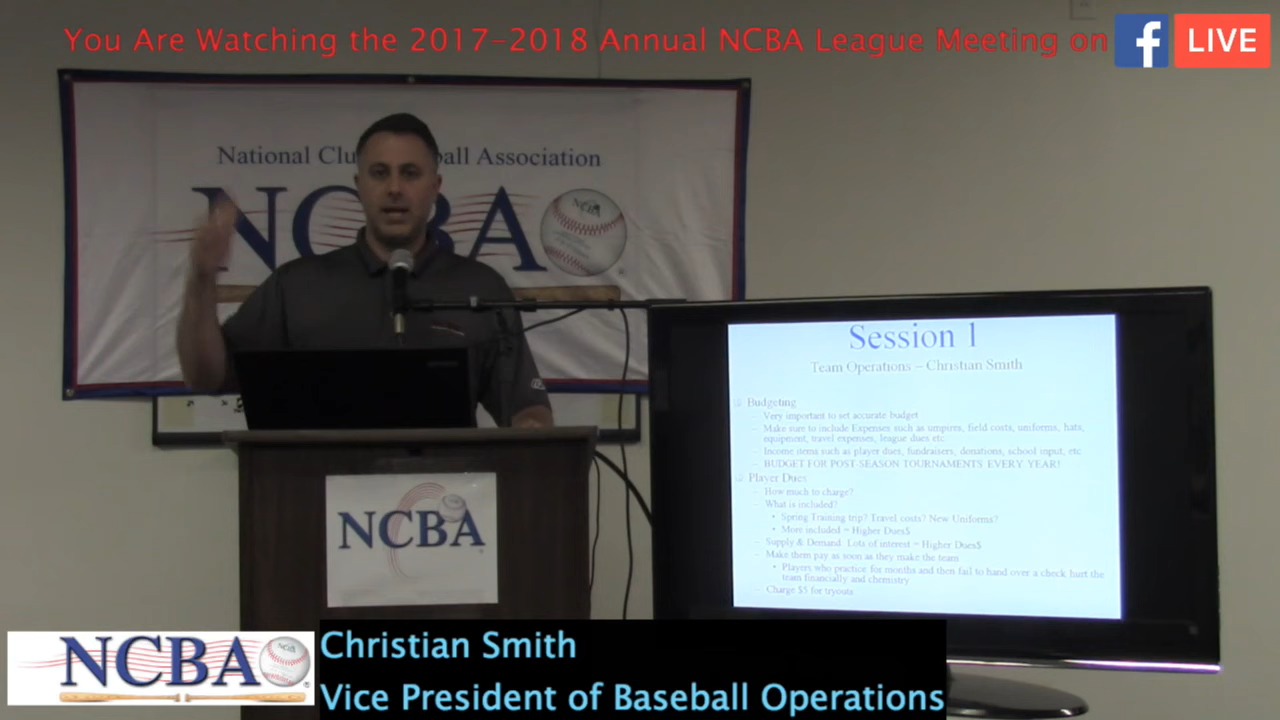 You Are Watching the 2017-2018 Annual NCBA League Meeting on f LIVE
National Clu ball Association
NCBA
NCBA
Session 1
Team Operations – Christian Smith
Budgeting
– Very important to set accurate budget
– Make sure to include Expenses such as umpires, field costs, uniforms, hats,
equipment, travel expenses, league dues etc
– Income items such as player dues, fundraisers, donations, school input, etc
– BUDGET FOR POST-SEASON TOURNAMENTS EVERY YEAR!
Player Dues
– How much to charge?
– What is included?
• Spring Training trip? Travel costs? New Uniforms?
• More included = Higher Dues$
– Supply & Demand. Lots of interest = Higher Dues$
– Make them pay as soon as they make the team
• Players who practice for months and then fail to hand over a check hurt the
team financially and chemistry
– Charge $5 for tryouts
NCBA
NCBA
Christian Smith
Vice President of Baseball Operations